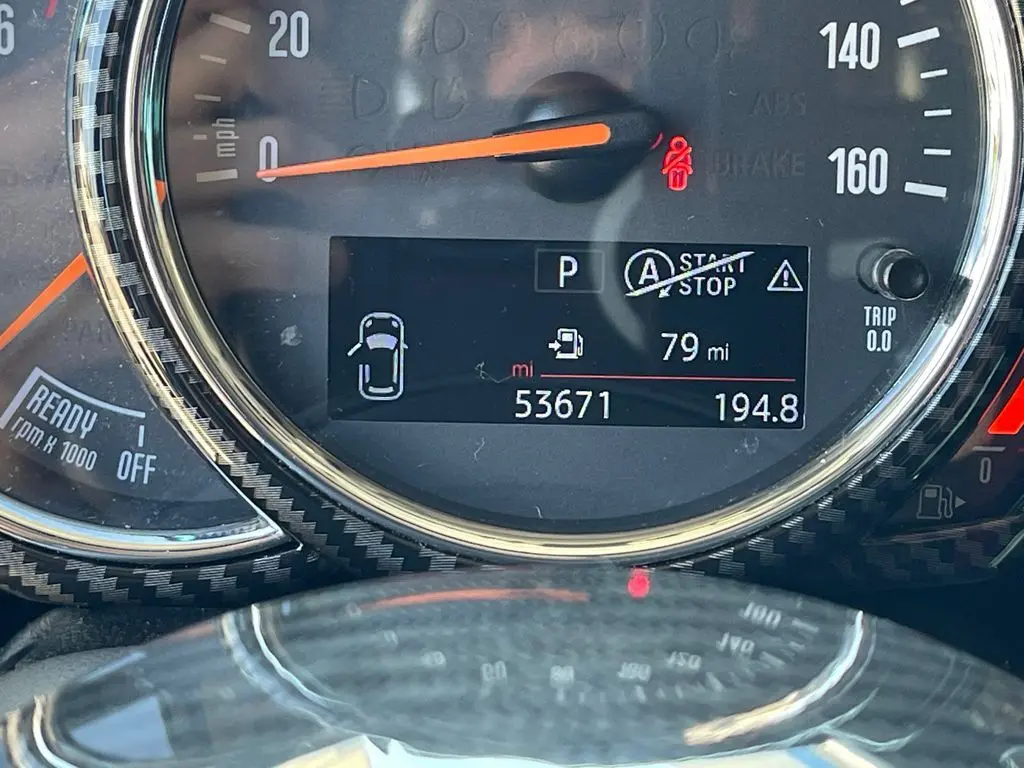 6
20
140
ABS
mph
0
BRAKE
160
P
A START
STOP
TRIP
0.0
79 mi
mi
53671
194.8
READY
rpm x 1000
OFF
0